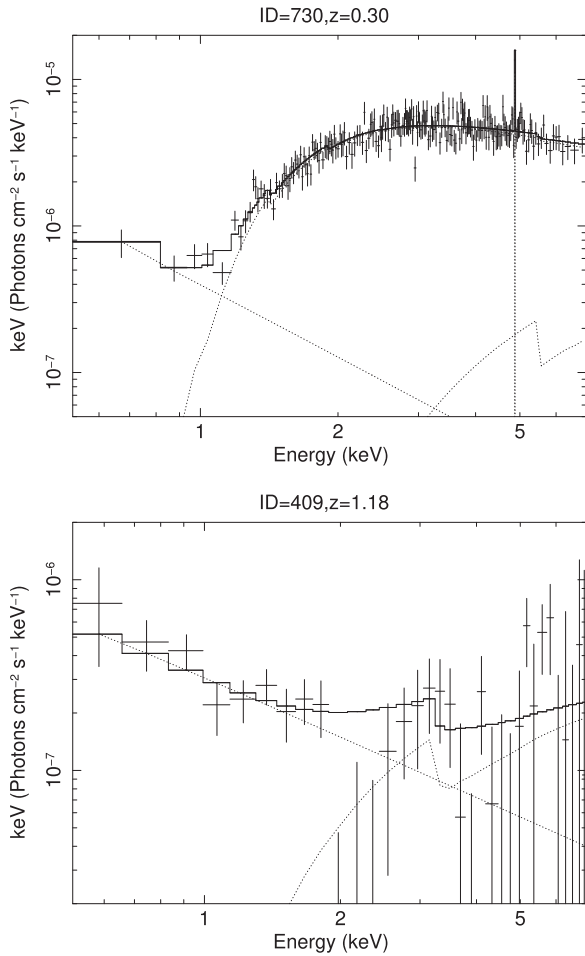 ID=730,z=0.30
keV (Photons cm⁻² s⁻¹ keV⁻¹)
10⁻⁵
10⁻⁶
10⁻⁷
1
2
5
Energy (keV)
ID=409,z=1.18
keV (Photons cm⁻² s⁻¹ keV⁻¹)
10⁻⁶
10⁻⁷
1
2
5
Energy (keV)